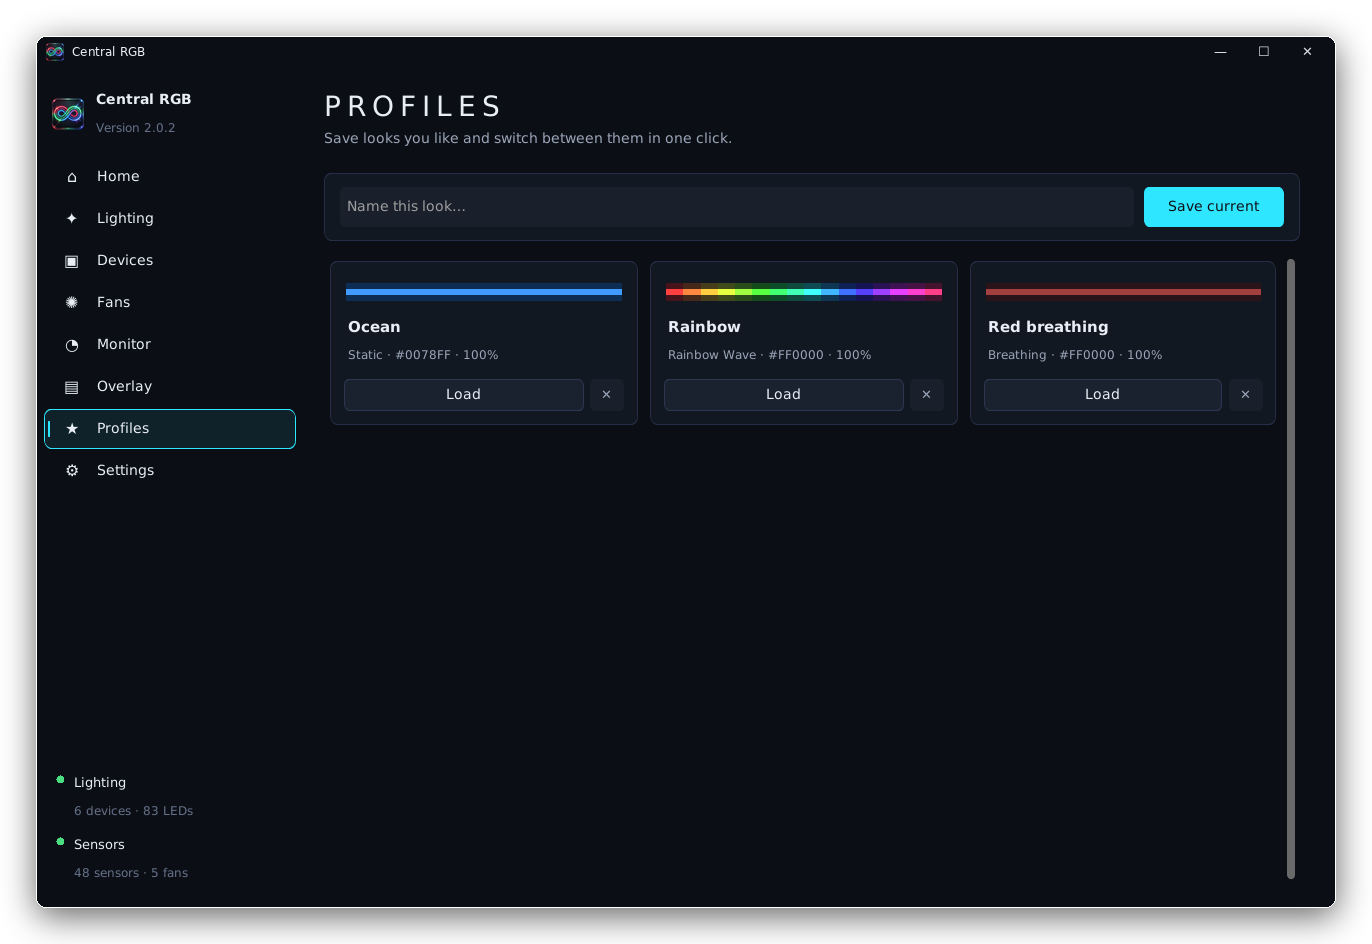 Central RGB
Central RGB
Version 2.0.2
Home
Lighting
Devices
Fans
Monitor
Overlay
Profiles
Settings
Lighting
6 devices · 83 LEDs
Sensors
48 sensors · 5 fans
PROFILES
Save looks you like and switch between them in one click.
Name this look...
Save current
Ocean
Static · #0078FF · 100%
Load
Rainbow
Rainbow Wave · #FF0000 · 100%
Load
Red breathing
Breathing · #FF0000 · 100%
Load